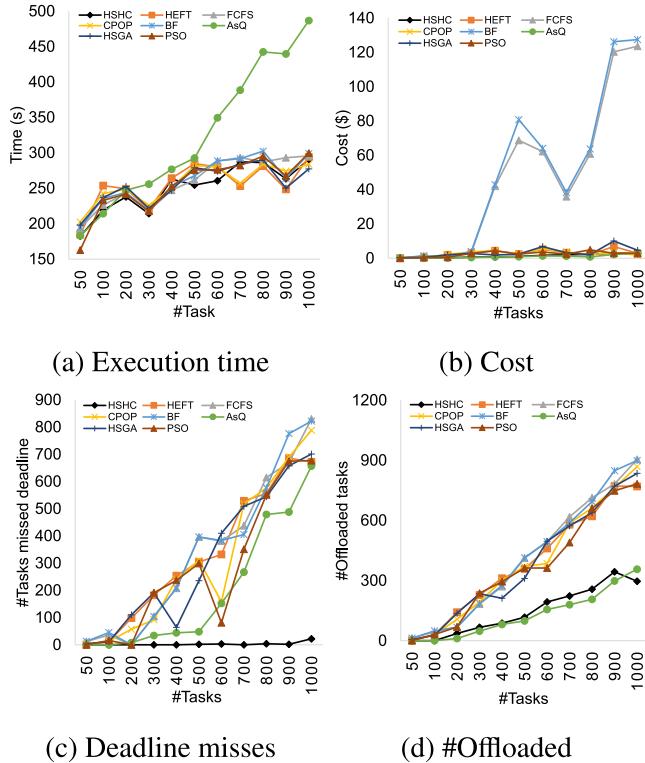 HSHC HEFT FCFS
CPOP BF AsQ
HSGA PSO
500
450
400
350
300
250
200
150
Time (s)
50 100 200 300 400 500 600 700 800 900 1000
#Task
(a) Execution time
HSHC HEFT FCFS
CPOP BF AsQ
HSGA PSO
140
120
100
80
60
40
20
0
Cost ($)
50 100 200 300 400 500 600 700 800 900 1000
#Tasks
(b) Cost
HSHC HEFT FCFS
CPOP BF AsQ
HSGA PSO
900
800
700
600
500
400
300
200
100
0
#Tasks missed deadline
50 100 200 300 400 500 600 700 800 900 1000
#Tasks
(c) Deadline misses
HSHC HEFT FCFS
CPOP BF AsQ
HSGA PSO
1200
900
600
300
0
#Offloaded tasks
50 100 200 300 400 500 600 700 800 900 1000
#Tasks
(d) #Offloaded